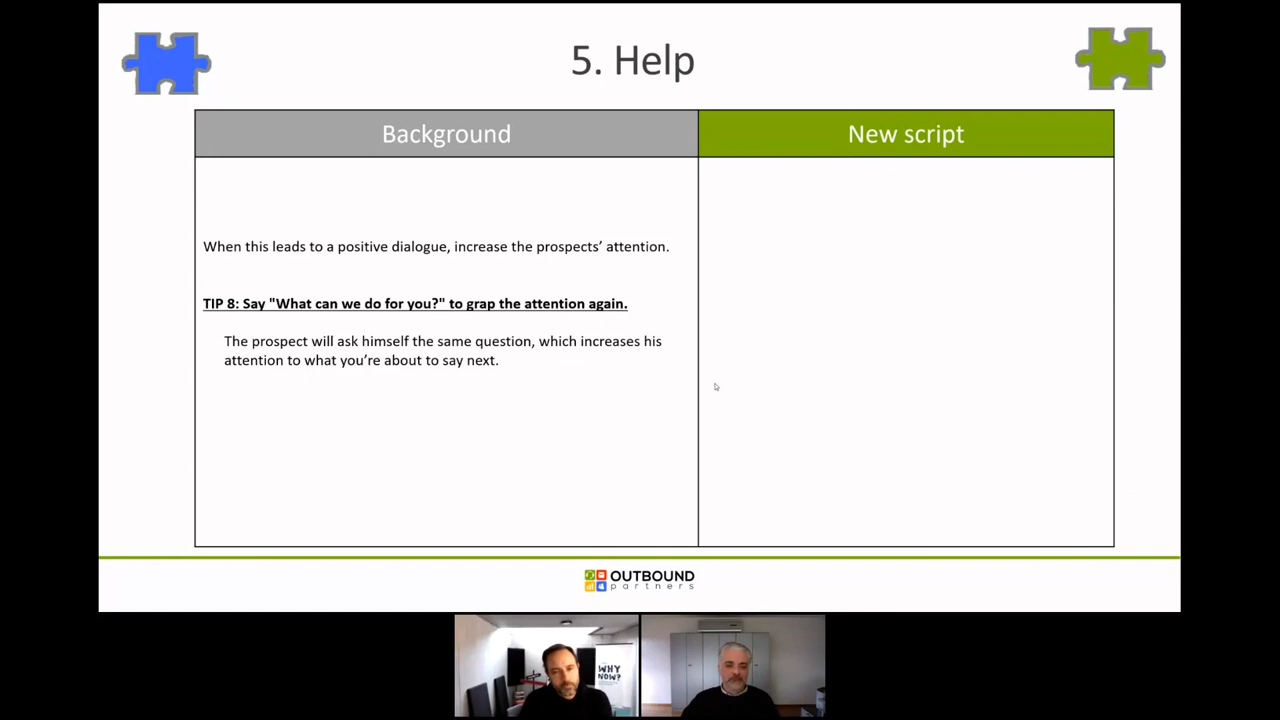 5. Help
Background
New script
When this leads to a positive dialogue, increase the prospects’ attention.
TIP 8: Say "What can we do for you?" to grap the attention again.
The prospect will ask himself the same question, which increases his
attention to what you’re about to say next.
OUTBOUND
partners
WHY
NOW?